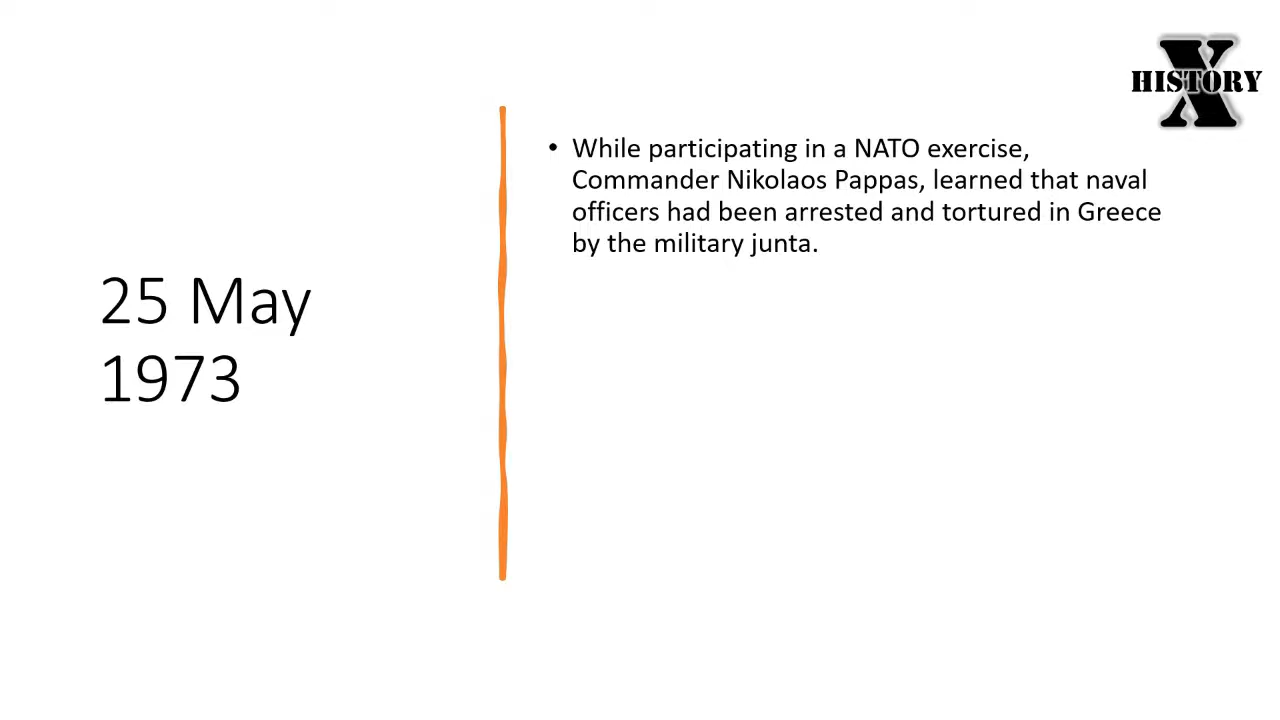 HISTORY
X
25 May
1973
• While participating in a NATO exercise,
Commander Nikolaos Pappas, learned that naval
officers had been arrested and tortured in Greece
by the military junta.